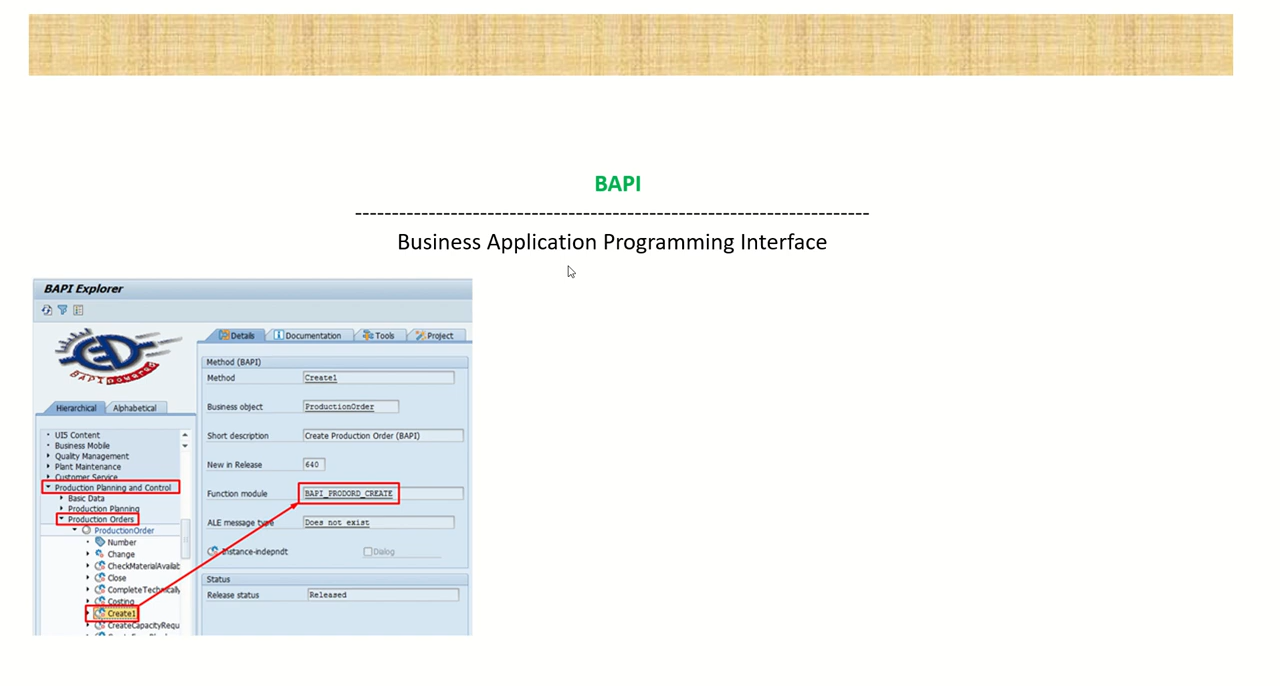 BAPI
----------------------------------------------------------------------
Business Application Programming Interface
BAPI Explorer
BAPI Powered
Hierarchical Alphabetical
UI5 Content
Business Mobile
Quality Management
Plant Maintenance
Customer Service
Production Planning and Control
Basic Data
Production Planning
Production Orders
ProductionOrder
Number
Change
CheckMaterialAvailab
Close
CompleteTechnically
Costing
Create1
CreateCapacityRequ
Details Documentation Tools Project
Method (BAPI)
Method Create1
Business object ProductionOrder
Short description Create Production Order (BAPI)
New in Release 640
Function module BAPI_PRODORD_CREATE
ALE message type Does not exist
Instance-indepndt Dialog
Status
Release status Released